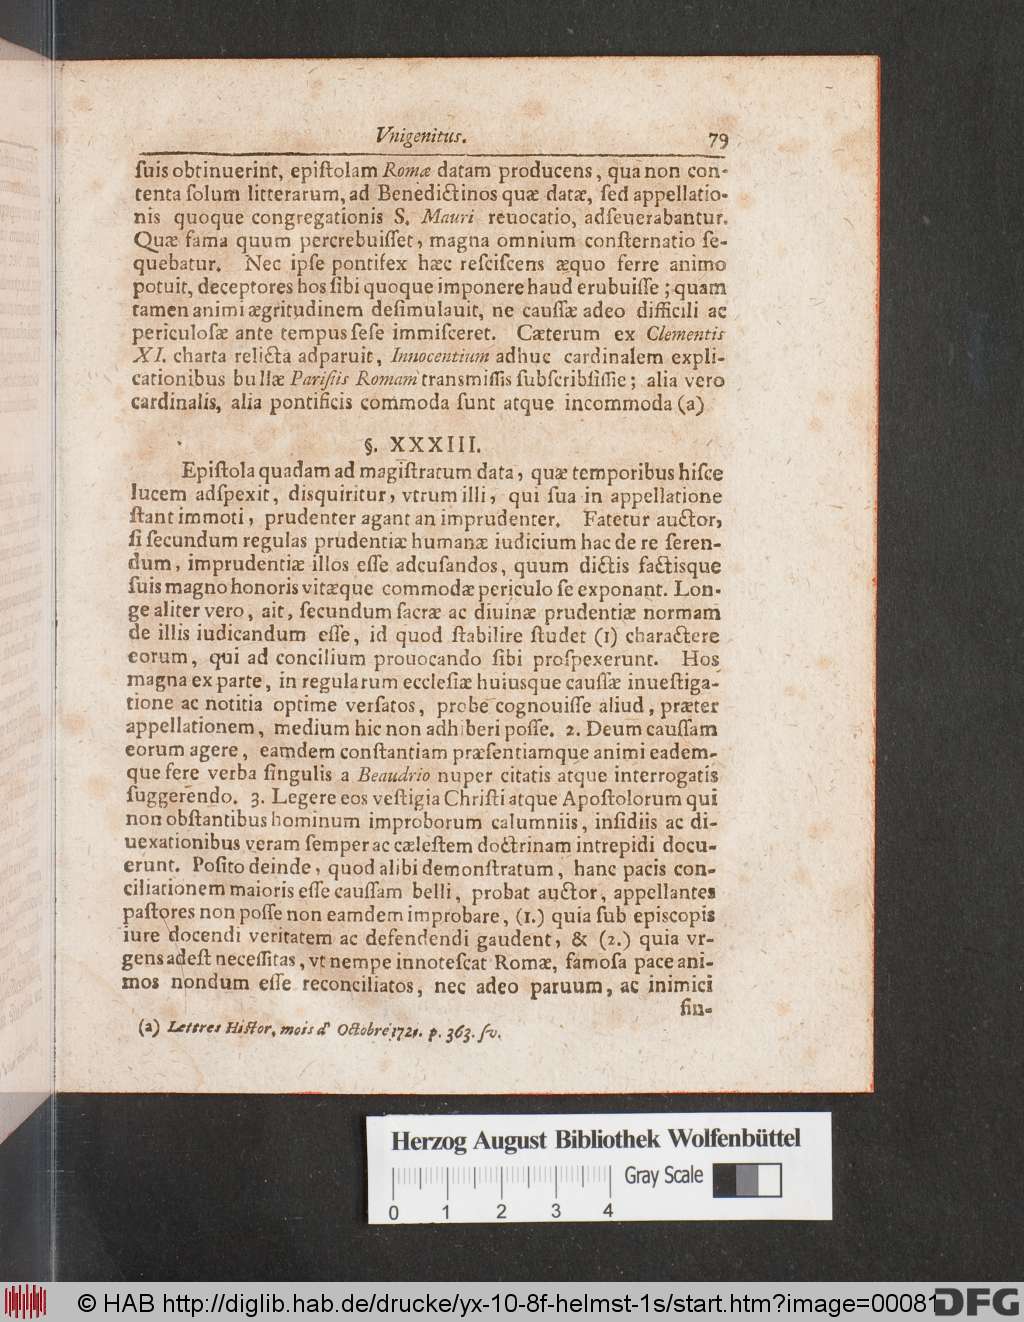 Vnigenitus. 79
ſuis obtinuerint, epiſtolam Romæ datam producens, qua non con-
tenta ſolum litterarum, ad Benedictinos quæ datæ, ſed appellatio-
nis quoque congregationis S. Mauri reuocatio, adſeuerabantur.
Quæ fama quum percrebuiſſet, magna omnium conſternatio ſe-
quebatur. Nec ipſe pontifex hæc reſciſcens æquo ferre animo
potuit, deceptores hos ſibi quoque imponere haud erubuiſſe; quam
tamen animi ægritudinem deſimulauit, ne cauſſæ adeo difficili ac
periculoſæ ante tempus ſeſe immiſceret. Cæterum ex Clementis
XI. charta relicta adparuit, Innocentium adhuc cardinalem expli-
cationibus bullæ Pariſiis Romam transmiſſis ſubſcribſiſſe; alia vero
cardinalis, alia pontificis commoda ſunt atque incommoda (a)
§. XXXIII.
Epiſtola quadam ad magiſtratum data, quæ temporibus hiſce
lucem adſpexit, disquiritur, vtrum illi, qui ſua in appellatione
ſtant immoti, prudenter agant an imprudenter. Fatetur auctor,
ſi ſecundum regulas prudentiæ humanæ iudicium hac de re feren-
dum, imprudentiæ illos eſſe adcuſandos, quum dictis factisque
ſuis magno honoris vitæque commodæ periculo ſe exponant. Lon-
ge aliter vero, ait, ſecundum ſacræ ac diuinæ prudentiæ normam
de illis iudicandum eſſe, id quod ſtabilire ſtudet (1) charactere
eorum, qui ad concilium prouocando ſibi proſpexerunt. Hos
magna ex parte, in regularum eccleſiæ huiusque cauſſæ inueſtiga-
tione ac notitia optime verſatos, probe cognouiſſe aliud, præter
appellationem, medium hic non adhiberi poſſe. 2. Deum cauſſam
eorum agere, eamdem conſtantiam præſentiamque animi eadem-
que fere verba ſingulis a Beaudrio nuper citatis atque interrogatis
ſuggerendo. 3. Legere eos veſtigia Chriſti atque Apoſtolorum qui
non obſtantibus hominum improborum calumniis, inſidiis ac di-
uexationibus veram ſemper ac cæleſtem doctrinam intrepidi docu-
erunt. Poſito deinde, quod alibi demonſtratum, hanc pacis con-
ciliationem maioris eſſe cauſſam belli, probat auctor, appellantes
paſtores non poſſe non eamdem improbare, (1.) quia ſub episcopis
iure docendi veritatem ac defendendi gaudent, & (2.) quia vr-
gens adeſt neceſſitas, vt nempe innoteſcat Romæ, famoſa pace ani-
mos nondum eſſe reconciliatos, nec adeo paruum, ac inimici
ſin-
(a) Lettres Hiſtor, mois d' Octobre 1721. p. 363. ſv.
Herzog August Bibliothek Wolfenbüttel
Gray Scale
0 1 2 3 4
© HAB http://diglib.hab.de/drucke/yx-10-8f-helmst-1s/start.htm?image=00081
DFG